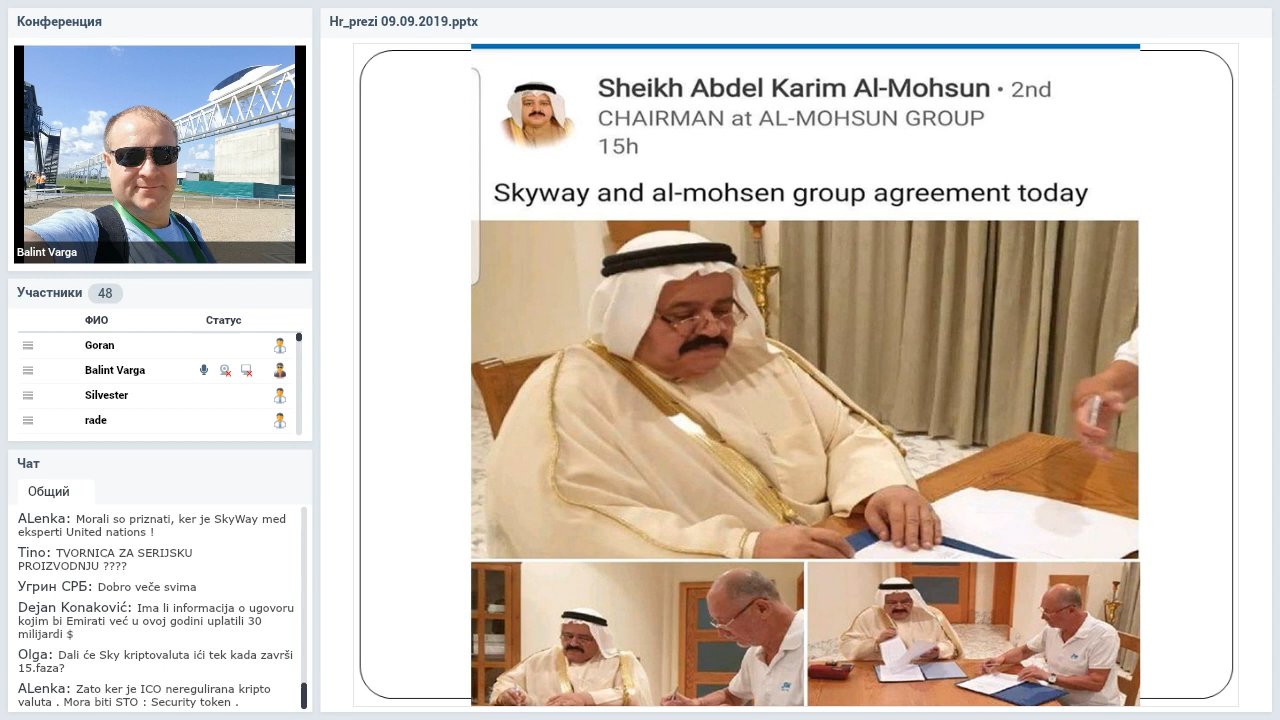 Конференция
Balint Varga
Участники 48
ФИО Статус
Goran
Balint Varga
Silvester
rade
Чат
Общий
ALenka: Morali so priznati, ker je SkyWay med
eksperti United nations !
Tino: TVORNICA ZA SERIJSKU
PROIZVODNJU ????
Угрин СРБ: Dobro veče svima
Dejan Konaković: Ima li informacija o ugovoru
kojim bi Emirati već u ovoj godini uplatili 30
milijardi $
Olga: Dali će Sky kriptovaluta ići tek kada završi
15.faza?
ALenka: Zato ker je ICO neregulirana kripto
valuta . Mora biti STO : Security token .
Hr_prezi 09.09.2019.pptx
Sheikh Abdel Karim Al-Mohsun • 2nd
CHAIRMAN at AL-MOHSUN GROUP
15h
Skyway and al-mohsen group agreement today